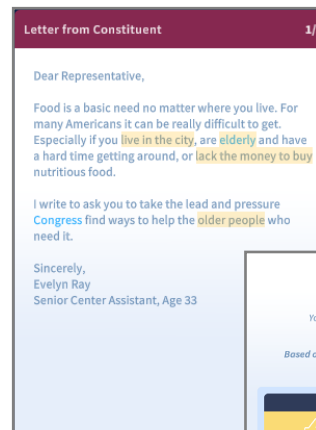 Letter from Constituent
1/
Dear Representative,
Food is a basic need no matter where you live. For
many Americans it can be really difficult to get.
Especially if you live in the city, are elderly and have
a hard time getting around, or lack the money to buy
nutritious food.
I write to ask you to take the lead and pressure
Congress find ways to help the older people who
need it.
Sincerely,
Evelyn Ray
Senior Center Assistant, Age 33
Based